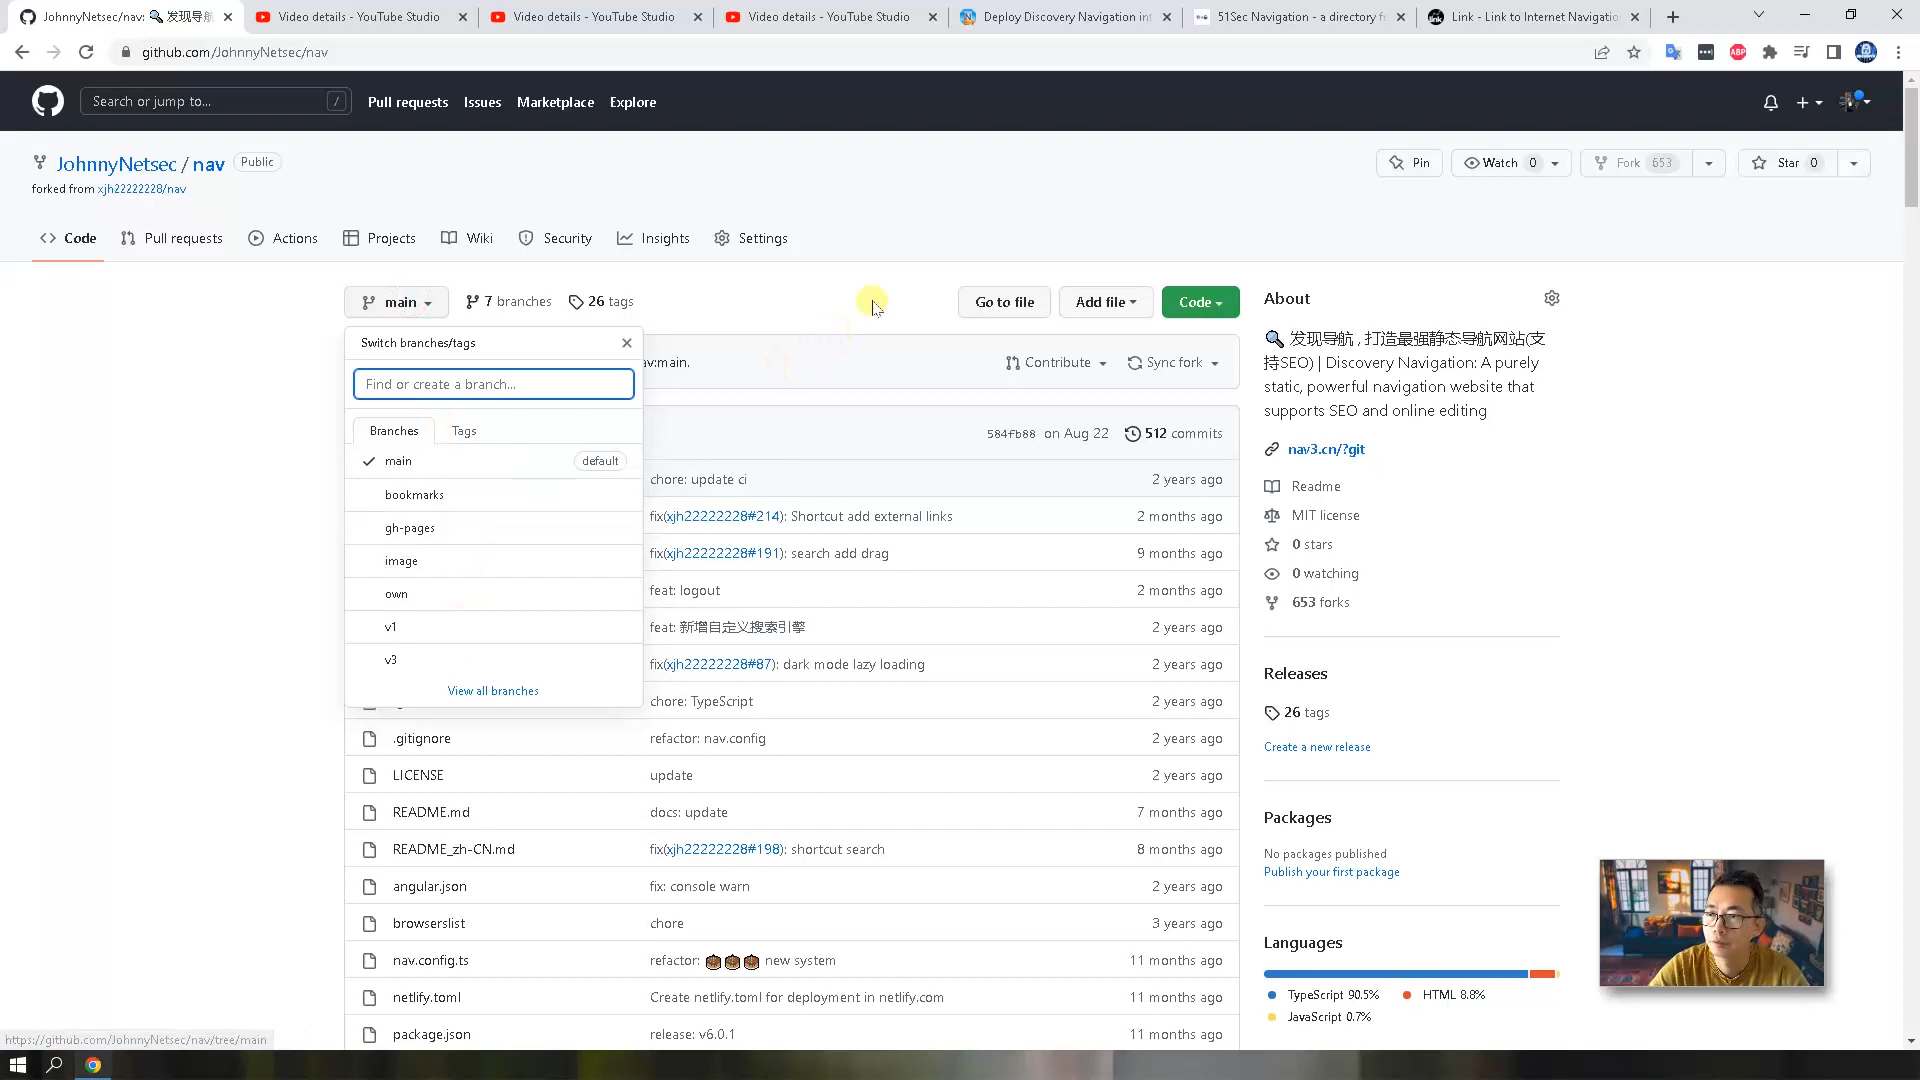 JohnnyNetsec/nav: 🔍 发现导航
Video details - YouTube Studio
Video details - YouTube Studio
Video details - YouTube Studio
Deploy Discovery Navigation in
51Sec Navigation - a directory f
Link - Link to Internet Navigatio
github.com/JohnnyNetsec/nav
ABP
Search or jump to...
/
Pull requests
Issues
Marketplace
Explore
JohnnyNetsec / nav
Public
forked from xjh22222228/nav
Pin
Watch 0
Fork 653
Star 0
Code
Pull requests
Actions
Projects
Wiki
Security
Insights
Settings
main
7 branches
26 tags
Go to file
Add file
Code
Switch branches/tags
Find or create a branch...
Branches
Tags
main
default
bookmarks
gh-pages
image
own
v1
v3
View all branches
av:main.
Contribute
Sync fork
584fb88 on Aug 22
512 commits
chore: update ci
2 years ago
fix(xjh22222228#214): Shortcut add external links
2 months ago
fix(xjh22222228#191): search add drag
9 months ago
feat: logout
2 months ago
feat: 新增自定义搜索引擎
2 years ago
fix(xjh22222228#87): dark mode lazy loading
2 years ago
chore: TypeScript
2 years ago
.gitignore
refactor: nav.config
2 years ago
LICENSE
update
2 years ago
README.md
docs: update
7 months ago
README_zh-CN.md
fix(xjh22222228#198): shortcut search
8 months ago
angular.json
fix: console warn
2 years ago
browserslist
chore
3 years ago
nav.config.ts
refactor: 🎂🎂🎂 new system
11 months ago
netlify.toml
Create netlify.toml for deployment in netlify.com
11 months ago
package.json
release: v6.0.1
11 months ago
About
🔍 发现导航 , 打造最强静态导航网站(支
持SEO) | Discovery Navigation: A purely
static, powerful navigation website that
supports SEO and online editing
nav3.cn/?git
Readme
MIT license
0 stars
0 watching
653 forks
Releases
26 tags
Create a new release
Packages
No packages published
Publish your first package
Languages
TypeScript 90.5%
HTML 8.8%
JavaScript 0.7%
https://github.com/JohnnyNetsec/nav/tree/main